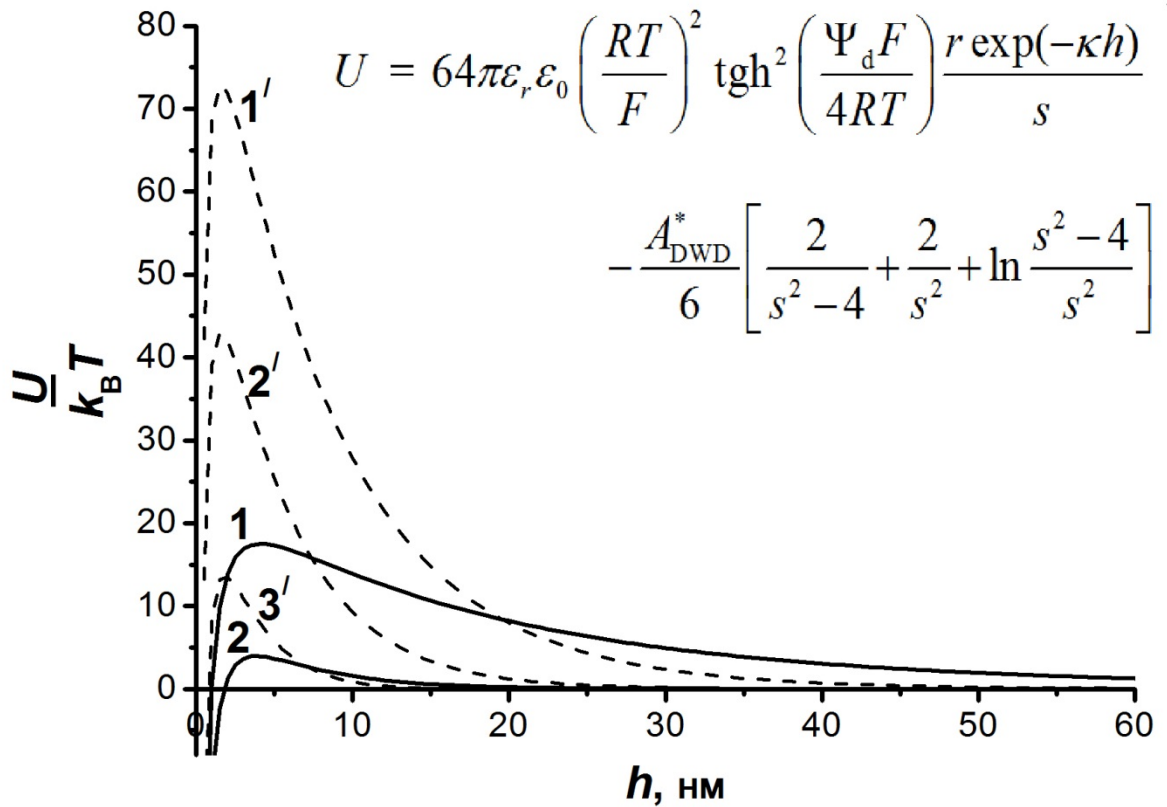 80
70
60
50
40
30
20
10
0
U = 64πε_rε_0 (RT/F)^2 tgh^2 (Ψ_d F/4RT) r exp(−κh)/s
− A*_DWD/6 [2/(s^2 − 4) + 2/s^2 + ln (s^2 − 4)/s^2]
1/
2/
1
3/
2
U/k_B T
0 10 20 30 40 50 60
h, нм